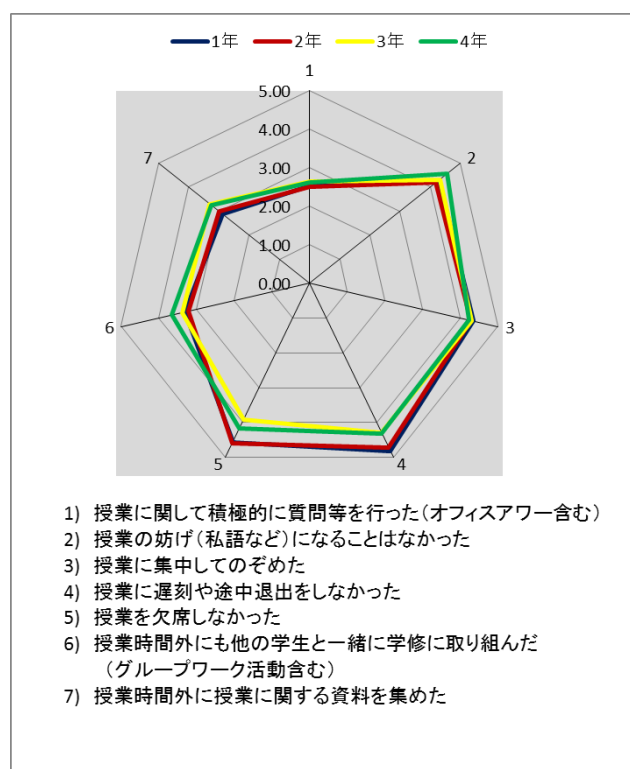 1年 2年 3年 4年
1
5.00
4.00
3.00
2.00
1.00
0.00
2
3
4
5
6
7
1) 授業に関して積極的に質問等を行った(オフィスアワー含む)
2) 授業の妨げ(私語など)になることはなかった
3) 授業に集中してのぞめた
4) 授業に遅刻や途中退出をしなかった
5) 授業を欠席しなかった
6) 授業時間外にも他の学生と一緒に学修に取り組んだ
(グループワーク活動含む)
7) 授業時間外に授業に関する資料を集めた